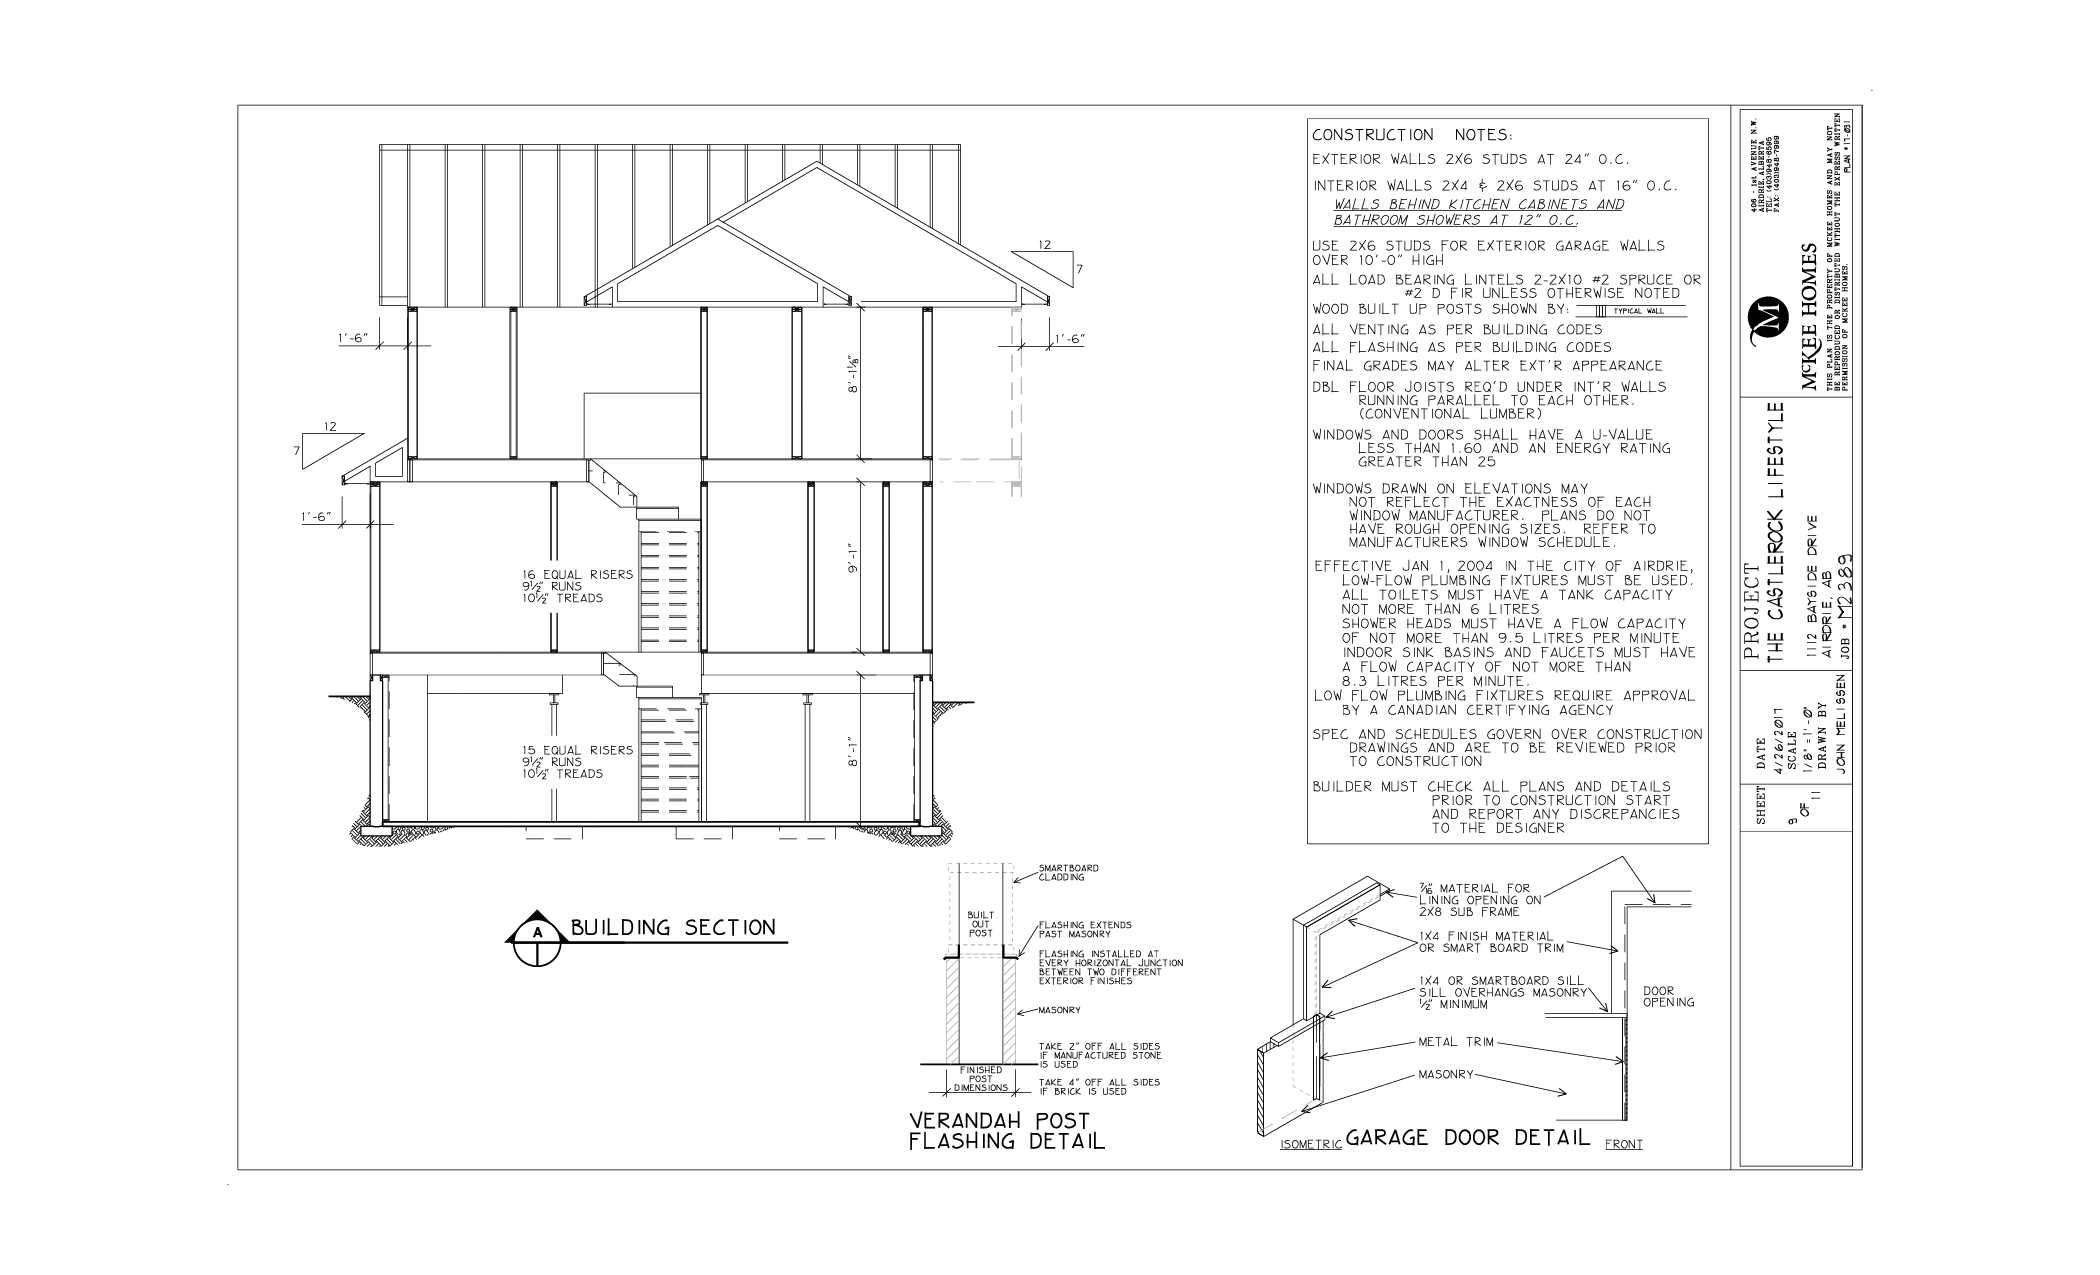 12
7
1'-6"
1'-6"
8'-1⅛"
12
7
1'-6"
9'-1"
16 EQUAL RISERS
9½" RUNS
10½" TREADS
15 EQUAL RISERS
9½" RUNS
10½" TREADS
8'-1"
A
BUILDING SECTION
SMARTBOARD
CLADDING
BUILT
OUT
POST
FLASHING EXTENDS
PAST MASONRY
FLASHING INSTALLED AT
EVERY HORIZONTAL JUNCTION
BETWEEN TWO DIFFERENT
EXTERIOR FINISHES
MASONRY
TAKE 2" OFF ALL SIDES
IF MANUFACTURED STONE
IS USED
FINISHED
POST
DIMENSIONS
TAKE 4" OFF ALL SIDES
IF BRICK IS USED
VERANDAH POST
FLASHING DETAIL
CONSTRUCTION NOTES:
EXTERIOR WALLS 2X6 STUDS AT 24" O.C.
INTERIOR WALLS 2X4 & 2X6 STUDS AT 16" O.C.
WALLS BEHIND KITCHEN CABINETS AND
BATHROOM SHOWERS AT 12" O.C.
USE 2X6 STUDS FOR EXTERIOR GARAGE WALLS
OVER 10'-0" HIGH
ALL LOAD BEARING LINTELS 2-2X10 #2 SPRUCE OR
#2 D FIR UNLESS OTHERWISE NOTED
WOOD BUILT UP POSTS SHOWN BY: TYPICAL WALL
ALL VENTING AS PER BUILDING CODES
ALL FLASHING AS PER BUILDING CODES
FINAL GRADES MAY ALTER EXT'R APPEARANCE
DBL FLOOR JOISTS REQ'D UNDER INT'R WALLS
RUNNING PARALLEL TO EACH OTHER.
(CONVENTIONAL LUMBER)
WINDOWS AND DOORS SHALL HAVE A U-VALUE
LESS THAN 1.60 AND AN ENERGY RATING
GREATER THAN 25
WINDOWS DRAWN ON ELEVATIONS MAY
NOT REFLECT THE EXACTNESS OF EACH
WINDOW MANUFACTURER. PLANS DO NOT
HAVE ROUGH OPENING SIZES. REFER TO
MANUFACTURERS WINDOW SCHEDULE.
EFFECTIVE JAN 1, 2004 IN THE CITY OF AIRDRIE,
LOW-FLOW PLUMBING FIXTURES MUST BE USED.
ALL TOILETS MUST HAVE A TANK CAPACITY
NOT MORE THAN 6 LITRES
SHOWER HEADS MUST HAVE A FLOW CAPACITY
OF NOT MORE THAN 9.5 LITRES PER MINUTE
INDOOR SINK BASINS AND FAUCETS MUST HAVE
A FLOW CAPACITY OF NOT MORE THAN
8.3 LITRES PER MINUTE.
LOW FLOW PLUMBING FIXTURES REQUIRE APPROVAL
BY A CANADIAN CERTIFYING AGENCY
SPEC AND SCHEDULES GOVERN OVER CONSTRUCTION
DRAWINGS AND ARE TO BE REVIEWED PRIOR
TO CONSTRUCTION
BUILDER MUST CHECK ALL PLANS AND DETAILS
PRIOR TO CONSTRUCTION START
AND REPORT ANY DISCREPANCIES
TO THE DESIGNER
7/16" MATERIAL FOR
LINING OPENING ON
2X8 SUB FRAME
1X4 FINISH MATERIAL
OR SMART BOARD TRIM
1X4 OR SMARTBOARD SILL
SILL OVERHANGS MASONRY
½" MINIMUM
METAL TRIM
MASONRY
DOOR
OPENING
ISOMETRIC
GARAGE DOOR DETAIL
FRONT
406 - 1st AVENUE N.W.
AIRDRIE, ALBERTA
TEL: (403)948-6595
FAX: (403)948-7999
M
McKEE HOMES
THIS PLAN IS THE PROPERTY OF MCKEE HOMES AND MAY NOT
BE REPRODUCED OR DISTRIBUTED WITHOUT THE EXPRESS WRITTEN
PERMISSION OF MCKEE HOMES.
PLAN #17-031
PROJECT
THE CASTLEROCK LIFESTYLE
1112 BAYSIDE DRIVE
AIRDRIE, AB
JOB # M2389
DATE
4/26/2017
SCALE
1/8" =1'-0"
DRAWN BY
JOHN MELISSEN
SHEET
9
OF
11